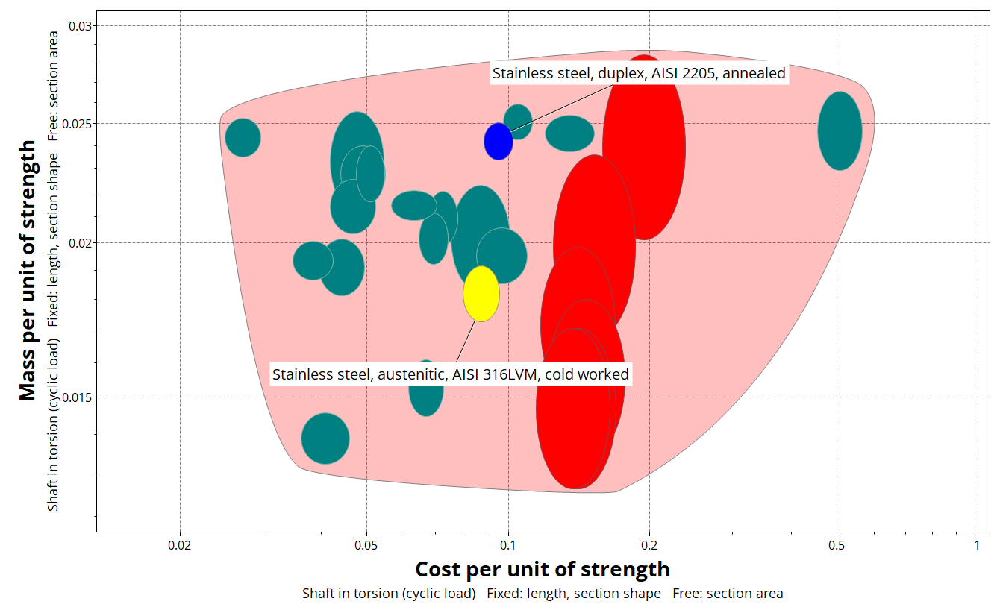 Mass per unit of strength
Shaft in torsion (cyclic load) Fixed: length, section shape Free: section area
0.03
0.025
0.02
0.015
Stainless steel, duplex, AISI 2205, annealed
Stainless steel, austenitic, AISI 316LVM, cold worked
0.02 0.05 0.1 0.2 0.5 1
Cost per unit of strength
Shaft in torsion (cyclic load) Fixed: length, section shape Free: section area